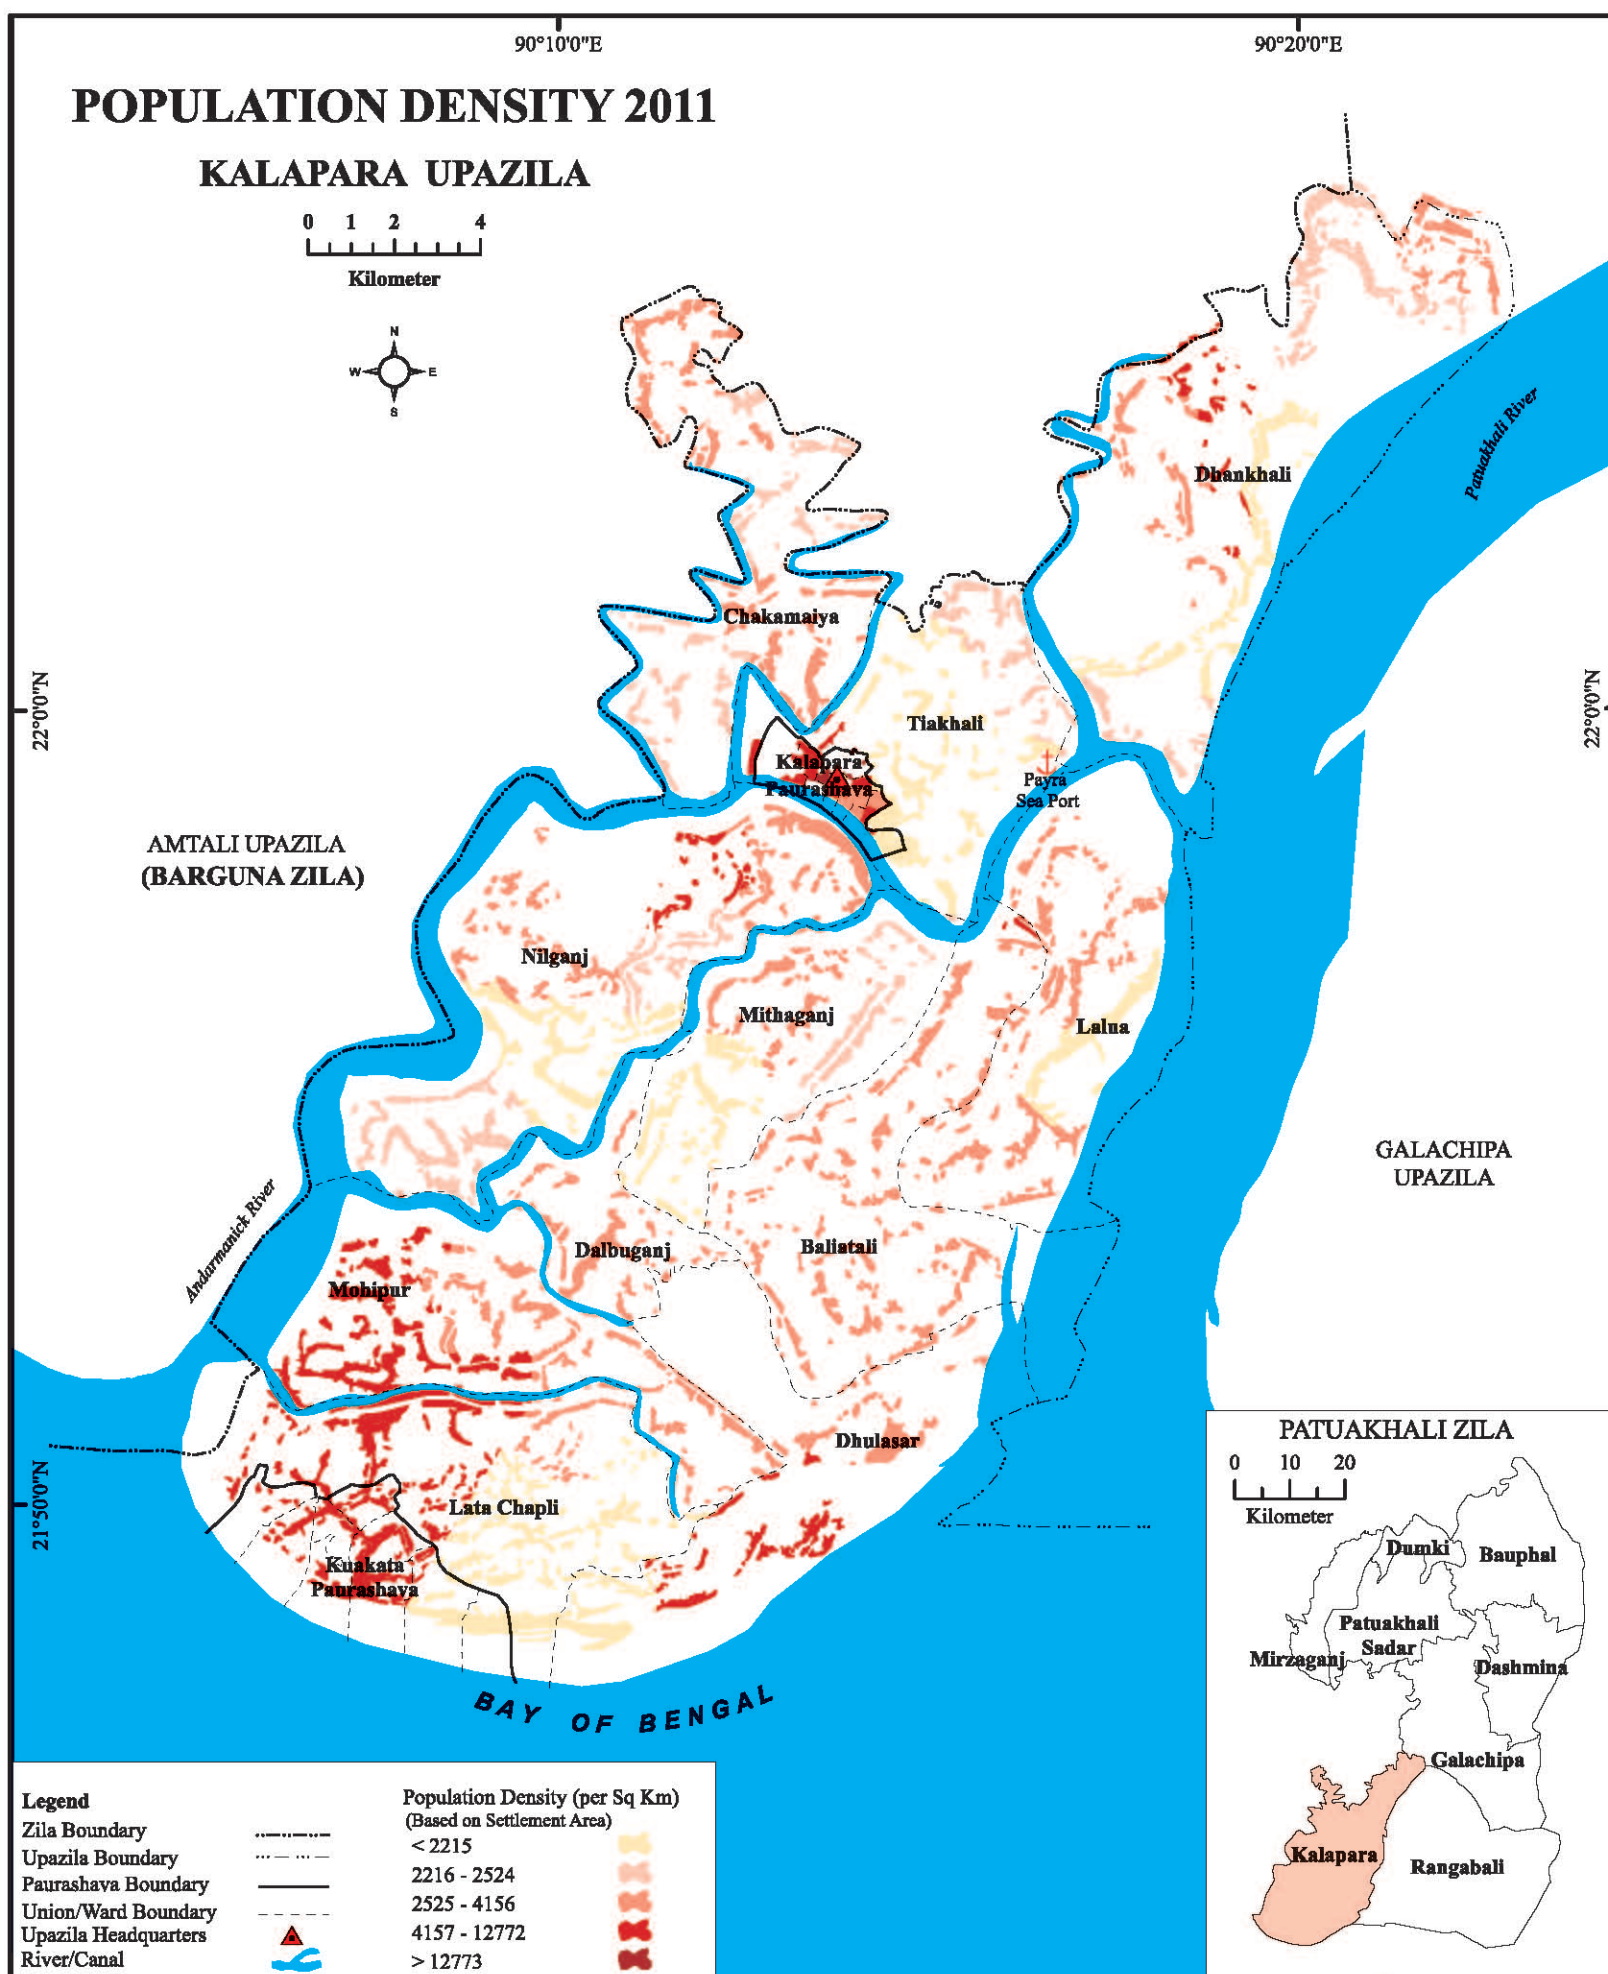 90°10'0"E
90°20'0"E
POPULATION DENSITY 2011
KALAPARA UPAZILA
0 1 2 4
Kilometer
N
W E
S
Patuakhali River
Dhankhali
Chakamaiya
22°0'0"N
22°0'0"N
Tiakhali
Kalapara
Paurashava
Payra
Sea Port
AMTALI UPAZILA
(BARGUNA ZILA)
Nilganj
Mithaganj
Lalua
GALACHIPA
UPAZILA
Andarmanick River
Dalbuganj
Baliatali
Mohipur
Dhulasar
21°50'0"N
Lata Chapli
Kuakata
Paurashava
BAY OF BENGAL
PATUAKHALI ZILA
0 10 20
Kilometer
Dumki
Bauphal
Patuakhali
Sadar
Mirzaganj
Dashmina
Galachipa
Kalapara
Rangabali
Legend
Zila Boundary
Upazila Boundary
Paurashava Boundary
Union/Ward Boundary
Upazila Headquarters
River/Canal
Population Density (per Sq Km)
(Based on Settlement Area)
< 2215
2216 - 2524
2525 - 4156
4157 - 12772
> 12773